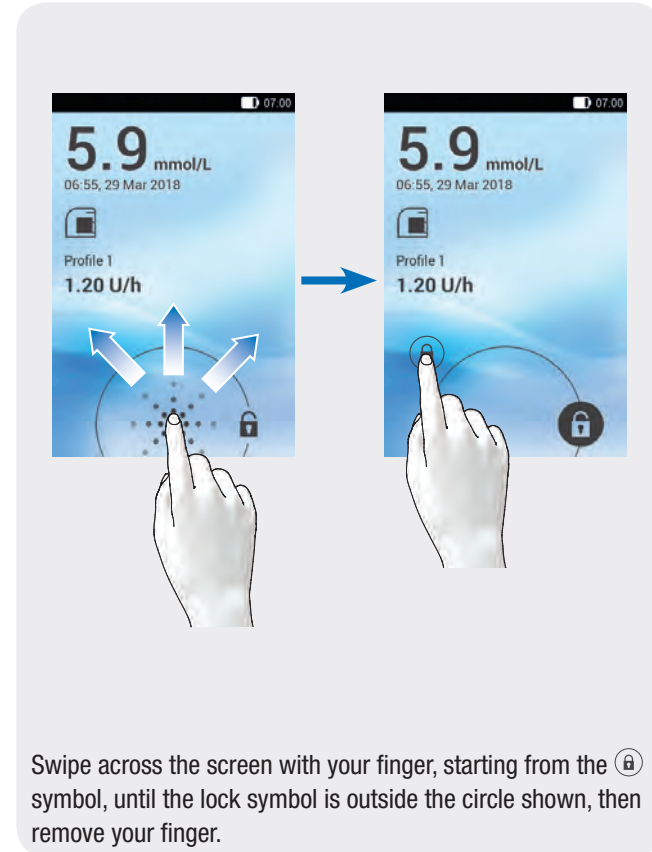 07:00
5.9 mmol/L
06:55, 29 Mar 2018
Profile 1
1.20 U/h
07:00
5.9 mmol/L
06:55, 29 Mar 2018
Profile 1
1.20 U/h
Swipe across the screen with your finger, starting from the
symbol, until the lock symbol is outside the circle shown, then
remove your finger.